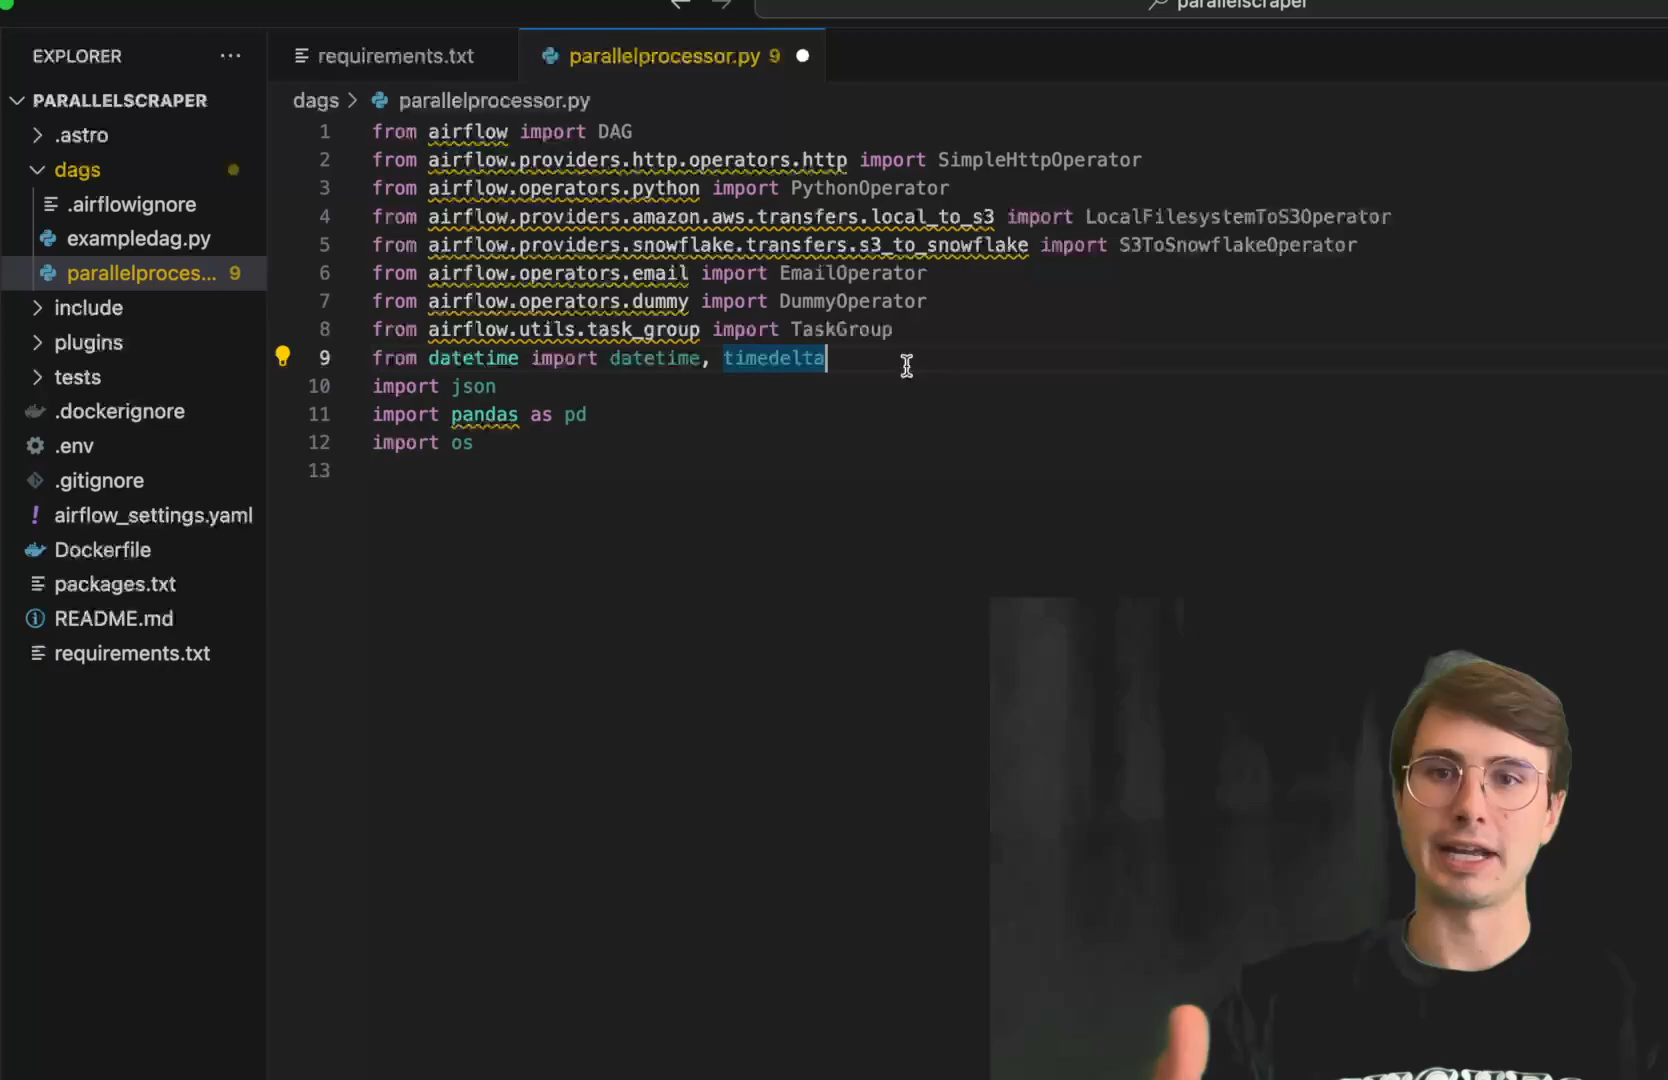 parallelscraper
EXPLORER ...
requirements.txt
parallelprocessor.py 9
PARALLELSCRAPER
.astro
dags
.airflowignore
exampledag.py
parallelproces... 9
include
plugins
tests
.dockerignore
.env
.gitignore
! airflow_settings.yaml
Dockerfile
packages.txt
README.md
requirements.txt
dags > parallelprocessor.py
1 from airflow import DAG
2 from airflow.providers.http.operators.http import SimpleHttpOperator
3 from airflow.operators.python import PythonOperator
4 from airflow.providers.amazon.aws.transfers.local_to_s3 import LocalFilesystemToS3Operator
5 from airflow.providers.snowflake.transfers.s3_to_snowflake import S3ToSnowflakeOperator
6 from airflow.operators.email import EmailOperator
7 from airflow.operators.dummy import DummyOperator
8 from airflow.utils.task_group import TaskGroup
9 from datetime import datetime, timedelta
10 import json
11 import pandas as pd
12 import os
13